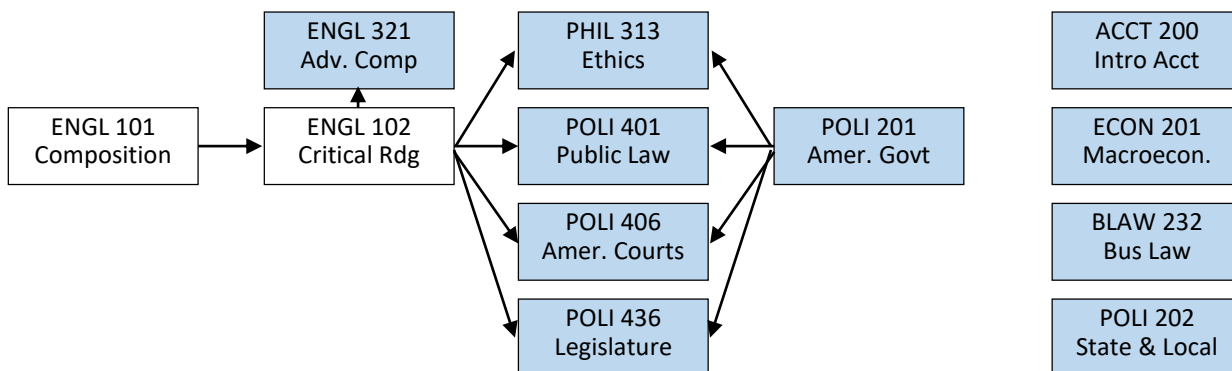 ENGL 321
Adv. Comp
PHIL 313
Ethics
ACCT 200
Intro Acct
ENGL 101
Composition
ENGL 102
Critical Rdg
POLI 401
Public Law
POLI 201
Amer. Govt
ECON 201
Macroecon.
POLI 406
Amer. Courts
BLAW 232
Bus Law
POLI 436
Legislature
POLI 202
State & Local